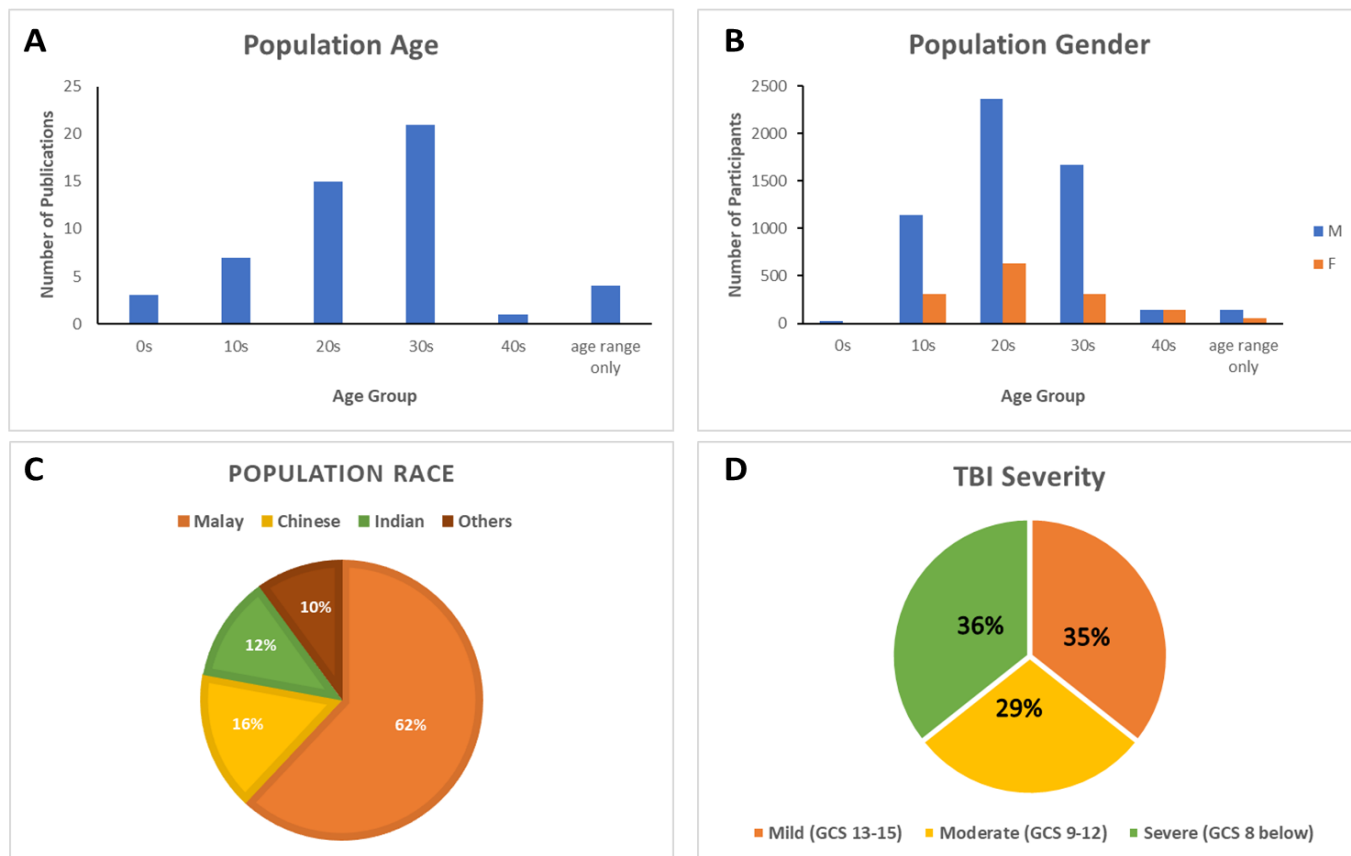 A
Population Age
Number of Publications
25
20
15
10
5
0
0s 10s 20s 30s 40s age range
only
Age Group
B
Population Gender
Number of Participants
2500
2000
1500
1000
500
0
0s 10s 20s 30s 40s age range
only
Age Group
M
F
C
POPULATION RACE
Malay Chinese Indian Others
10%
12%
16%
62%
D
TBI Severity
36%
35%
29%
Mild (GCS 13-15) Moderate (GCS 9-12) Severe (GCS 8 below)